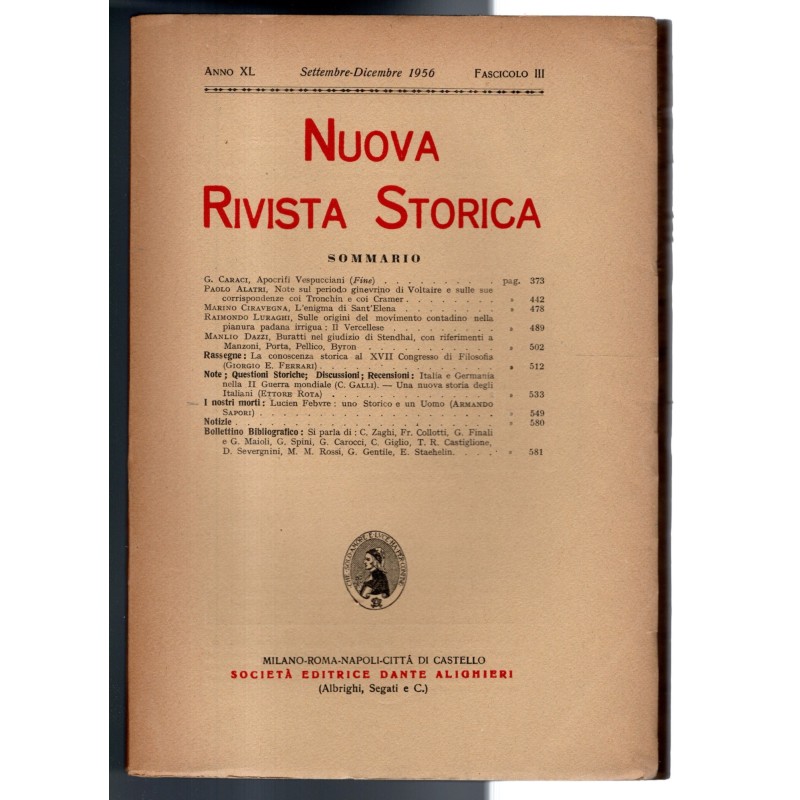 ANNO XL Settembre-Dicembre 1956 FASCICOLO III
NUOVA
RIVISTA STORICA
SOMMARIO
G. CARACI, Apocrifi Vespucciani (Fine) . . . . . . . . . pag. 373
PAOLO ALATRI, Note sul periodo ginevrino di Voltaire e sulle sue
corrispondenze coi Tronchin e coi Cramer . . . . . . . » 442
MARINO CIRAVEGNA, L'enigma di Sant'Elena . . . . . . . » 478
RAIMONDO LURAGHI, Sulle origini del movimento contadino nella
pianura padana irrigua : Il Vercellese . . . . . . . . » 489
MANLIO DAZZI, Buratti nel giudizio di Stendhal, con riferimenti a
Manzoni, Porta, Pellico, Byron . . . . . . . . . » 502
Rassegne : La conoscenza storica al XVII Congresso di Filosofia
(GIORGIO E. FERRARI) . . . . . . . . . . . » 512
Note ; Questioni Storiche; Discussioni ; Recensioni : Italia e Germania
nella II Guerra mondiale (C. GALLI). — Una nuova storia degli
Italiani (ETTORE ROTA) . . . . . . . . . . » 533
I nostri morti : Lucien Febvre : uno Storico e un Uomo (ARMANDO
SAPORI) . . . . . . . . . . . . . . . » 549
Notizie . . . . . . . . . . . . . . . . » 580
Bollettino Bibliografico : Si parla di : C. Zaghi, Fr. Collotti, G. Finali
e G. Maioli, G. Spini, G. Carocci, C. Giglio, T. R. Castiglione,
D. Severgnini, M. M. Rossi, G. Gentile, E. Staehelin. . . . » 581
MILANO-ROMA-NAPOLI-CITTÁ DI CASTELLO
SOCIETÀ EDITRICE DANTE ALIGHIERI
(Albrighi, Segati e C.)